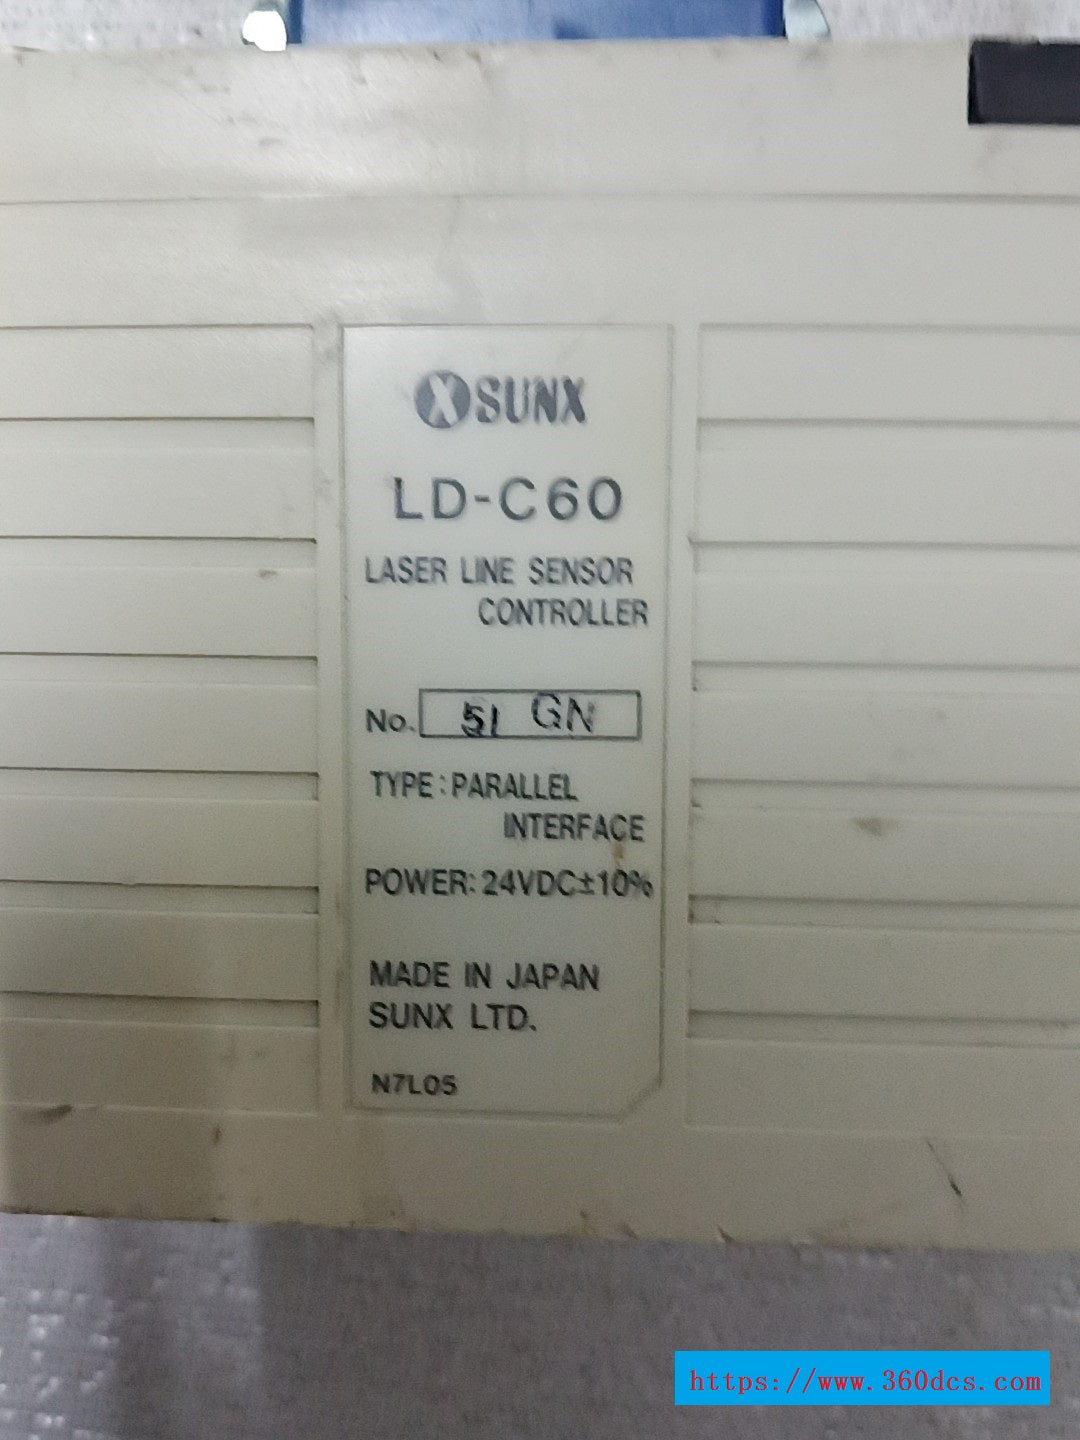 XSUNX
LD-C60
LASER LINE SENSOR
CONTROLLER
No. 51 GN
TYPE:PARALLEL
INTERFACE
POWER:24VDC±10%
MADE IN JAPAN
SUNX LTD.
N7L05
https://www.360dcs.com